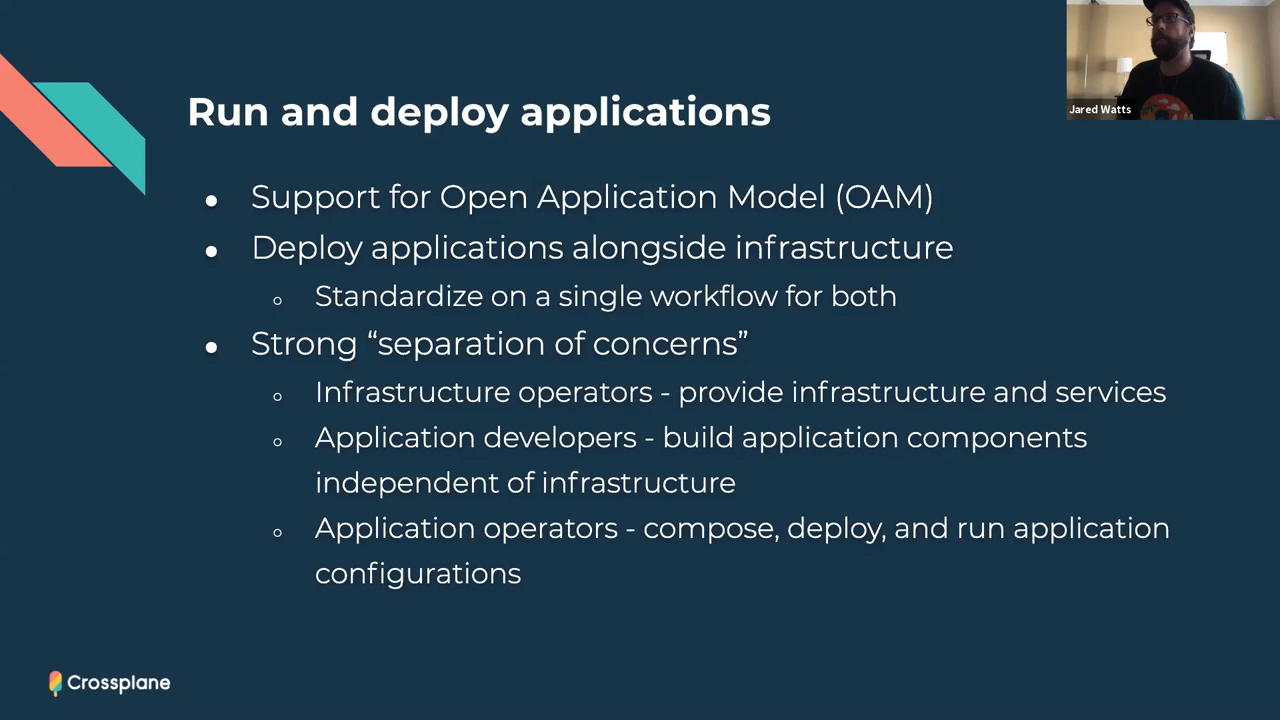 Run and deploy applications
Jared Watts
● Support for Open Application Model (OAM)
● Deploy applications alongside infrastructure
○ Standardize on a single workflow for both
● Strong “separation of concerns”
○ Infrastructure operators - provide infrastructure and services
○ Application developers - build application components
independent of infrastructure
○ Application operators - compose, deploy, and run application
configurations
Crossplane